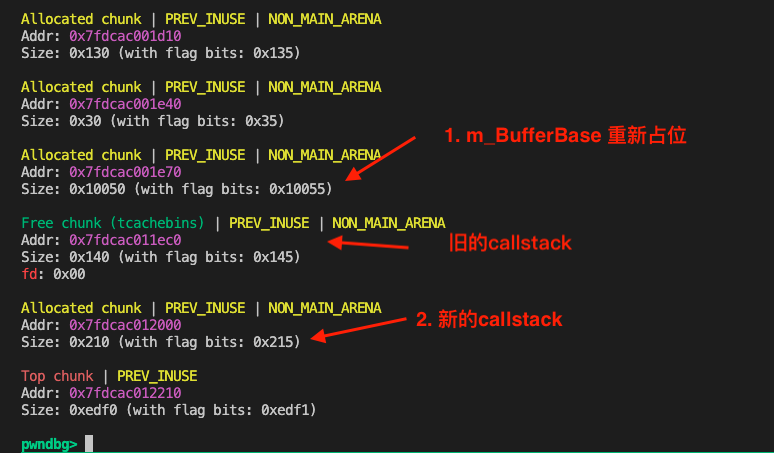 Allocated chunk | PREV_INUSE | NON_MAIN_ARENA
Addr: 0x7fdcac001d10
Size: 0x130 (with flag bits: 0x135)
Allocated chunk | PREV_INUSE | NON_MAIN_ARENA
Addr: 0x7fdcac001e40
Size: 0x30 (with flag bits: 0x35)
1. m_BufferBase 重新占位
Allocated chunk | PREV_INUSE | NON_MAIN_ARENA
Addr: 0x7fdcac001e70
Size: 0x10050 (with flag bits: 0x10055)
Free chunk (tcachebins) | PREV_INUSE | NON_MAIN_ARENA
Addr: 0x7fdcac011ec0
旧的callstack
Size: 0x140 (with flag bits: 0x145)
fd: 0x00
Allocated chunk | PREV_INUSE | NON_MAIN_ARENA
Addr: 0x7fdcac012000
2. 新的callstack
Size: 0x210 (with flag bits: 0x215)
Top chunk | PREV_INUSE
Addr: 0x7fdcac012210
Size: 0xedf0 (with flag bits: 0xedf1)
pwndbg>